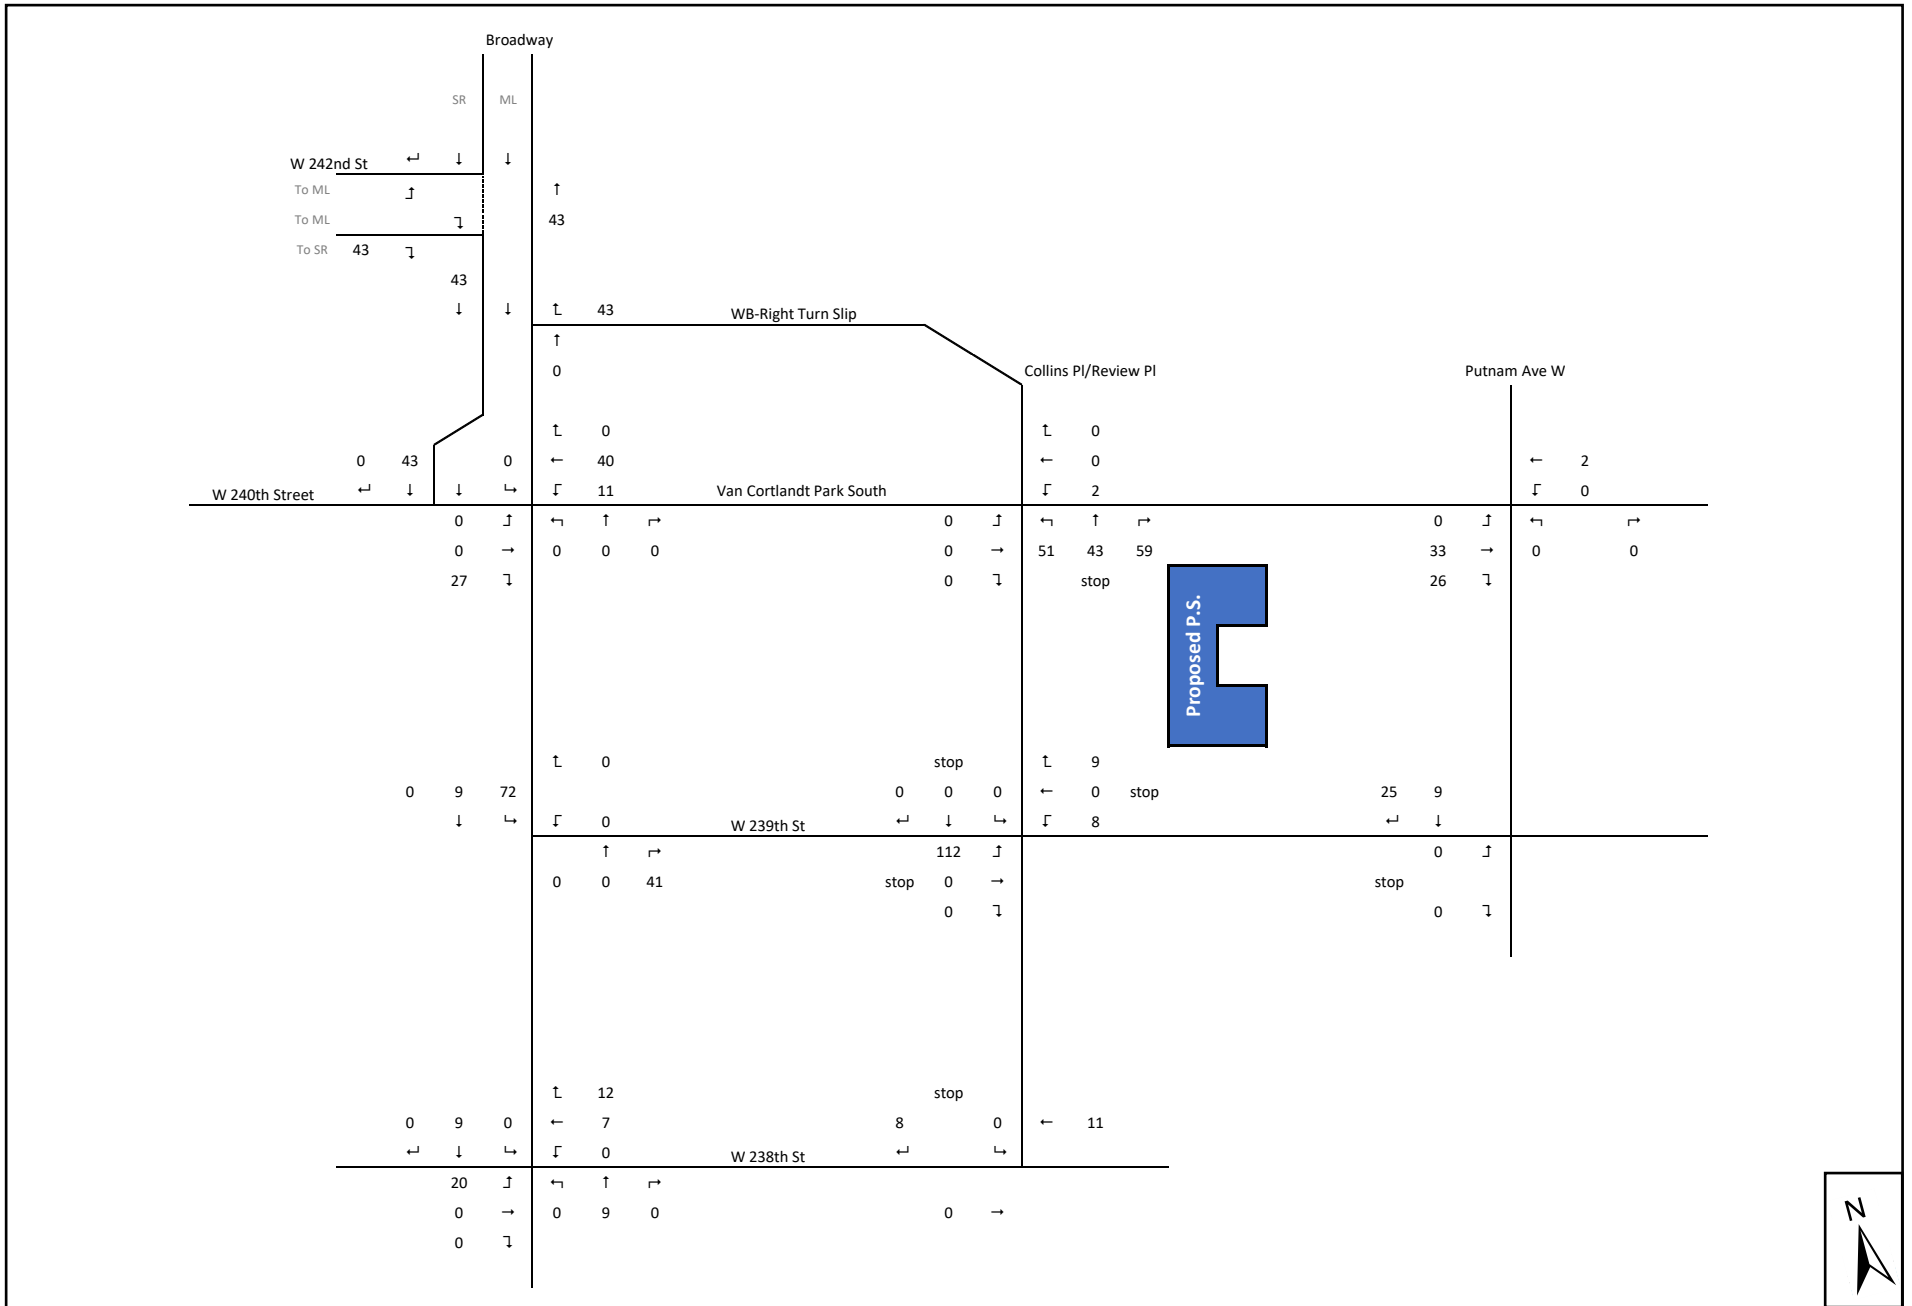 Broadway
SR ML
W 242nd St ↵ ↓ ↓
To ML ↑
To ML 43
To SR 43
43
↓ ↓ 43 WB-Right Turn Slip
↑
0 Collins Pl/Review Pl Putnam Ave W
0 0
0 43 0 ← 40 ← 0 ← 2
W 240th Street ↵ ↓ ↓ 11 Van Cortlandt Park South 2 0
0 ↑ 0 ↑ 0
0 → 0 0 0 0 → 51 43 59 33 → 0 0
27 0 stop 26
Proposed P.S.
0 stop 9
0 9 72 0 0 0 ← 0 stop 25 9
↓ 0 W 239th St ↵ ↓ 8 ↵ ↓
↑ 112 0
0 0 41 stop 0 → stop
0 0
12 stop
0 9 0 ← 7 8 0 ← 11
↵ ↓ 0 W 238th St ↵
20 ↑
0 → 0 9 0 0 →
0
N